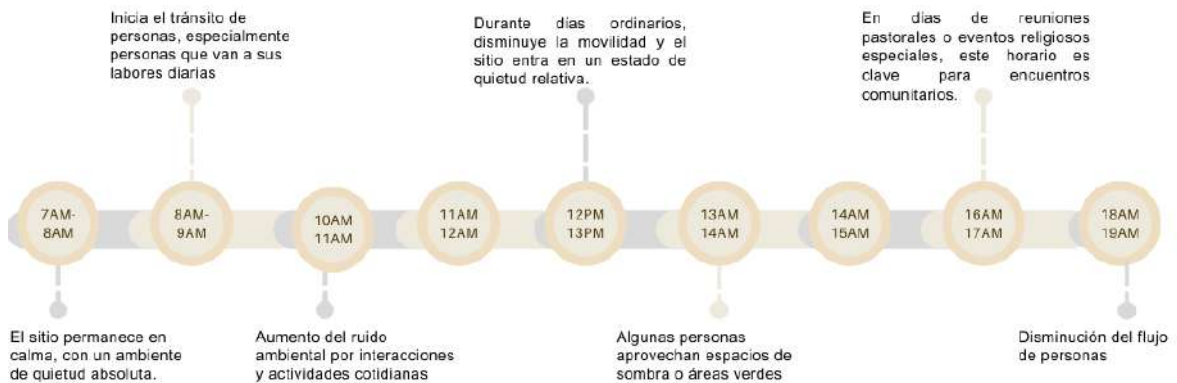 Inicia el tránsito de
personas, especialmente
personas que van a sus
labores diarias
Durante días ordinarios,
disminuye la movilidad y el
sitio entra en un estado de
quietud relativa.
En días de reuniones
pastorales o eventos religiosos
especiales, este horario es
clave para encuentros
comunitarios.
7AM-
8AM
8AM-
9AM
10AM
11AM
11AM
12AM
12PM
13PM
13AM
14AM
14AM
15AM
16AM
17AM
18AM
19AM
El sitio permanece en
calma, con un ambiente
de quietud absoluta.
Aumento del ruido
ambiental por interacciones
y actividades cotidianas
Algunas personas
aprovechan espacios de
sombra o áreas verdes
Disminución del flujo
de personas